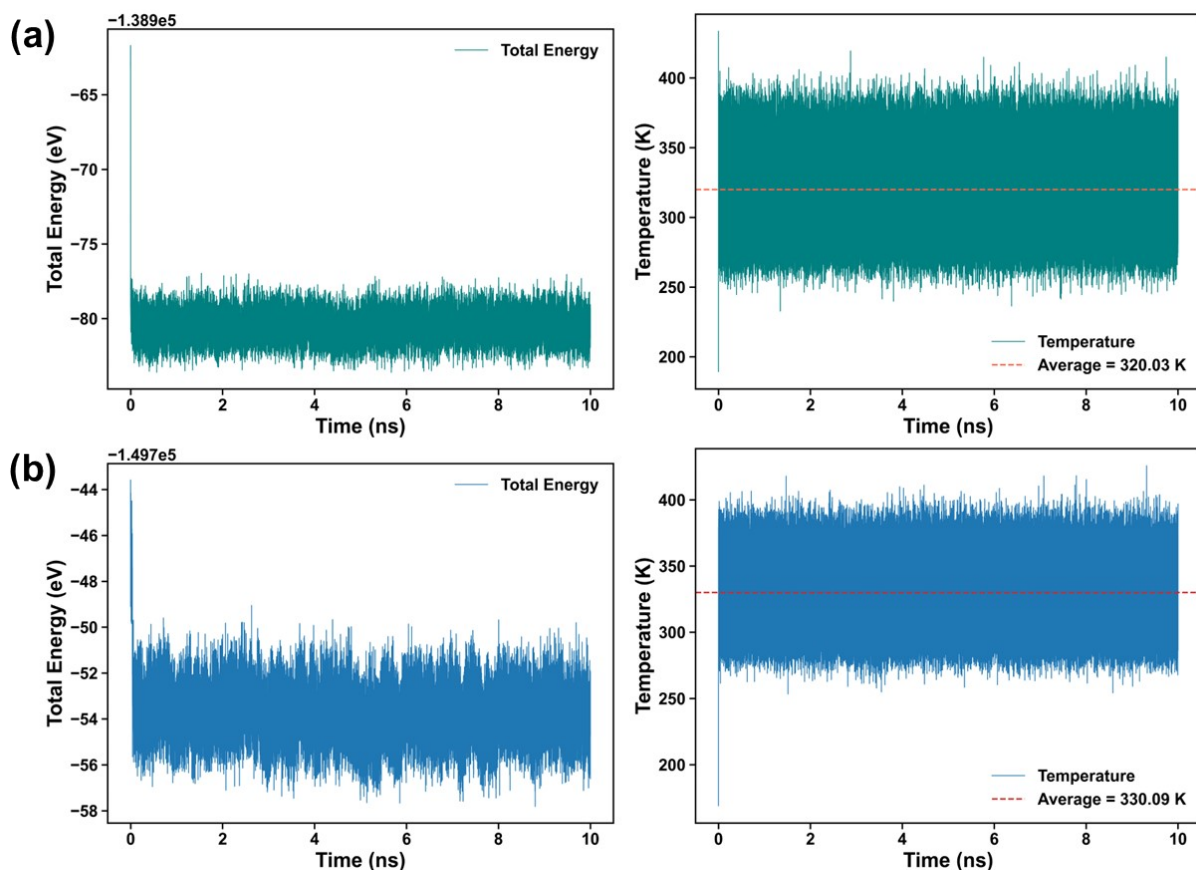 (a)
−1.389e5
Total Energy
Total Energy (eV)
−65
−70
−75
−80
0 2 4 6 8 10
Time (ns)
Temperature (K)
400
350
300
250
200
Temperature
Average = 320.03 K
0 2 4 6 8 10
Time (ns)
(b)
−1.497e5
Total Energy
Total Energy (eV)
−44
−46
−48
−50
−52
−54
−56
−58
0 2 4 6 8 10
Time (ns)
Temperature (K)
400
350
300
250
200
Temperature
Average = 330.09 K
0 2 4 6 8 10
Time (ns)